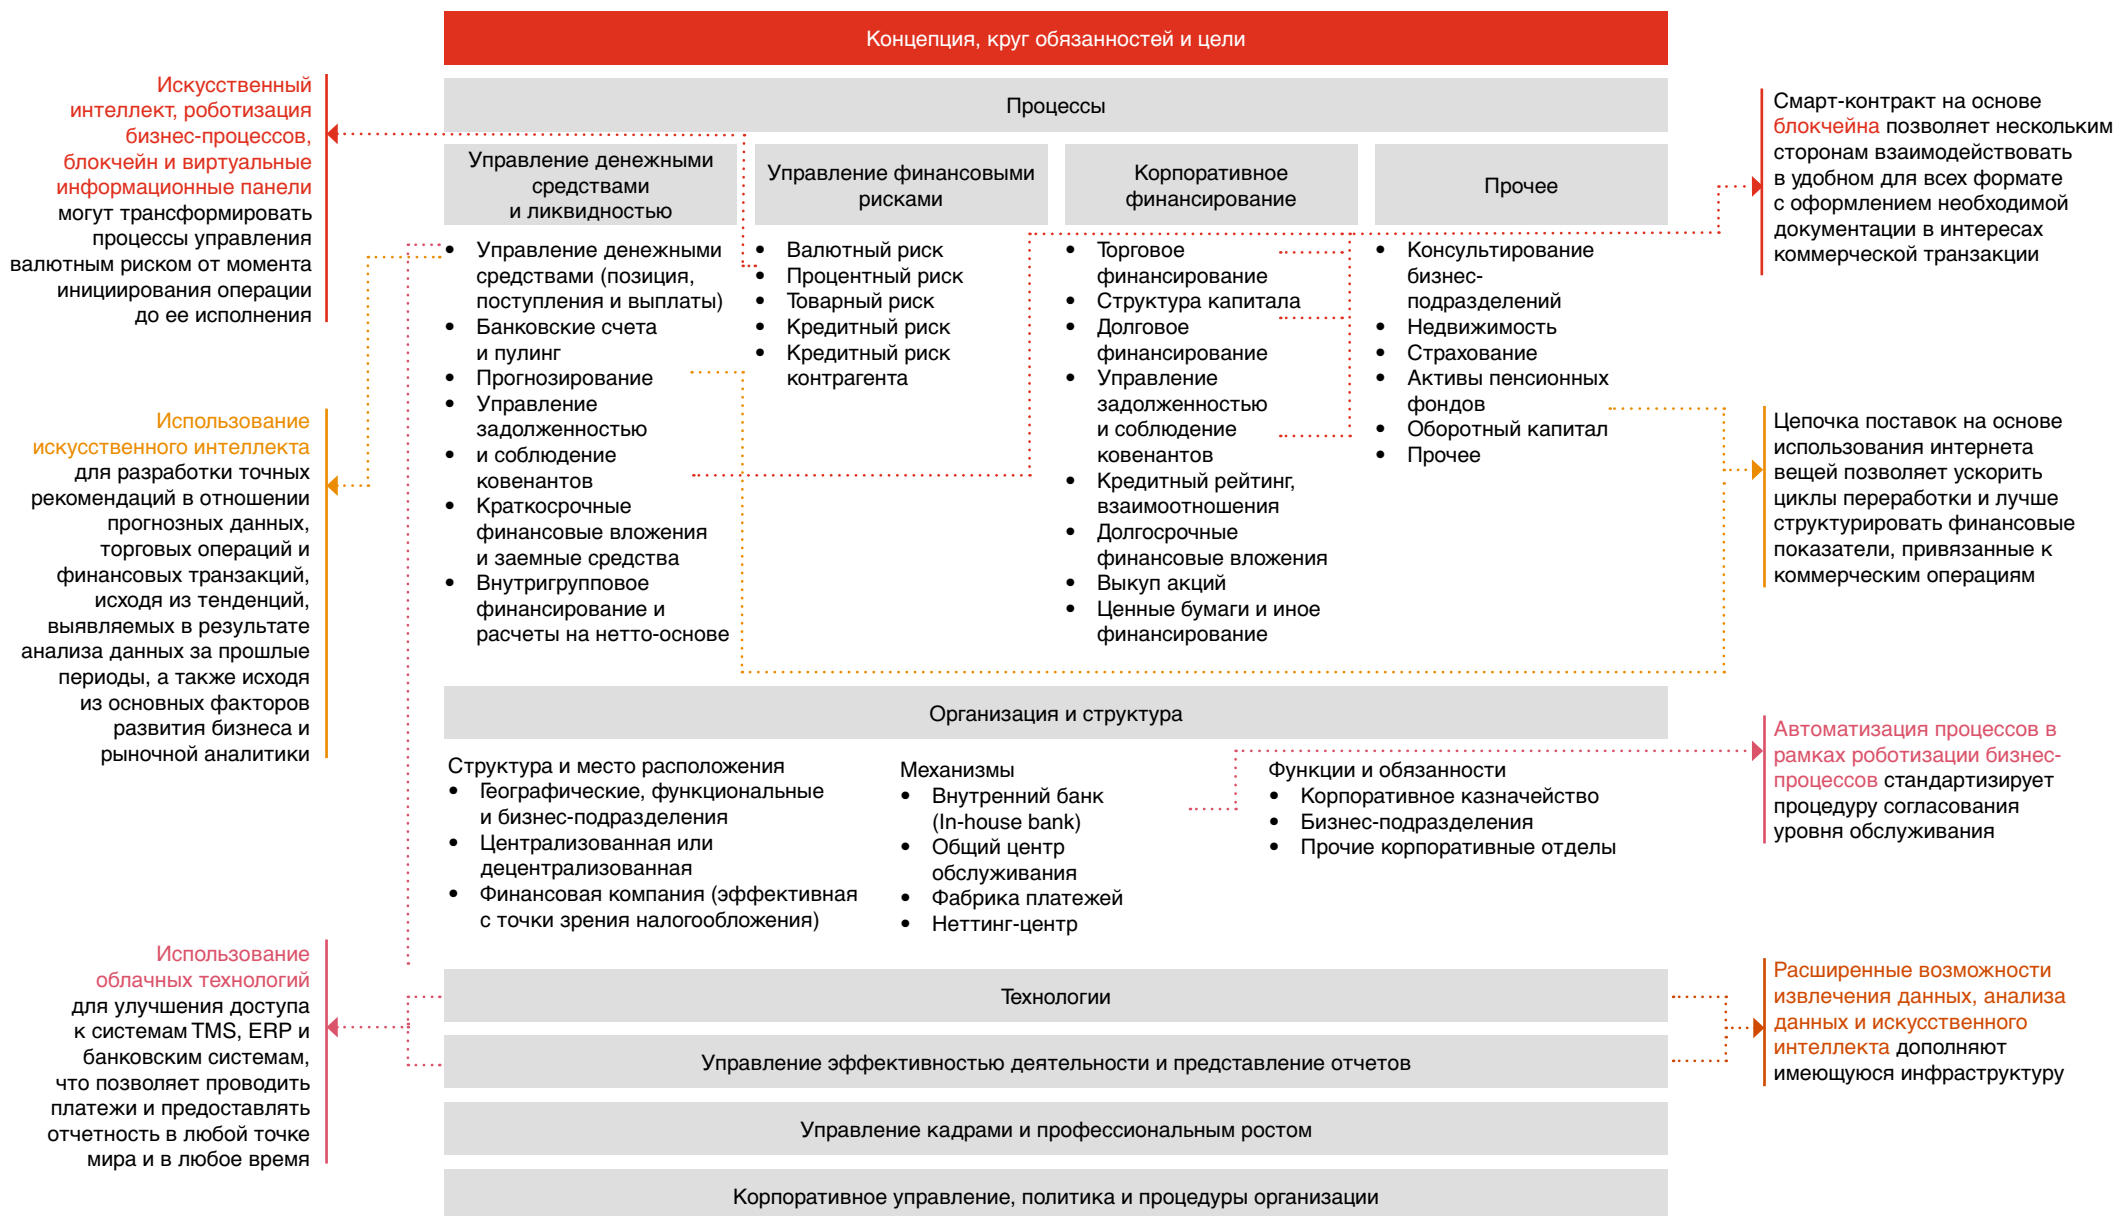 Концепция, круг обязанностей и цели
Процессы
Искусственный
интеллект, роботизация
бизнес-процессов,
блокчейн и виртуальные
информационные панели
могут трансформировать
процессы управления
валютным риском от момента
инициирования операции
до ее исполнения
Использование
искусственного интеллекта
для разработки точных
рекомендаций в отношении
прогнозных данных,
торговых операций и
финансовых транзакций,
исходя из тенденций,
выявляемых в результате
анализа данных за прошлые
периоды, а также исходя
из основных факторов
развития бизнеса и
рыночной аналитики
Использование
облачных технологий
для улучшения доступа
к системам TMS, ERP и
банковским системам,
что позволяет проводить
платежи и предоставлять
отчетность в любой точке
мира и в любое время
Управление денежными
средствами
и ликвидностью
• Управление денежными
средствами (позиция,
поступления и выплаты)
• Банковские счета
и пулинг
• Прогнозирование
• Управление
задолженностью
• и соблюдение
ковенантов
• Краткосрочные
финансовые вложения
и заемные средства
• Внутригрупповое
финансирование и
расчеты на нетто-основе
Управление финансовыми
рисками
• Валютный риск
• Процентный риск
• Товарный риск
• Кредитный риск
• Кредитный риск
контрагента
Корпоративное
финансирование
• Торговое
финансирование
• Структура капитала
• Долговое
финансирование
• Управление
задолженностью
и соблюдение
ковенантов
• Кредитный рейтинг,
взаимоотношения
• Долгосрочные
финансовые вложения
• Выкуп акций
• Ценные бумаги и иное
финансирование
Прочее
• Консультирование
бизнес-
подразделений
• Недвижимость
• Страхование
• Активы пенсионных
фондов
• Оборотный капитал
• Прочее
Организация и структура
Структура и место расположения
• Географические, функциональные
и бизнес-подразделения
• Централизованная или
децентрализованная
• Финансовая компания (эффективная
с точки зрения налогообложения)
Механизмы
• Внутренний банк
(In-house bank)
• Общий центр
обслуживания
• Фабрика платежей
• Неттинг-центр
Функции и обязанности
• Корпоративное казначейство
• Бизнес-подразделения
• Прочие корпоративные отделы
Технологии
Управление эффективностью деятельности и представление отчетов
Управление кадрами и профессиональным ростом
Корпоративное управление, политика и процедуры организации
Смарт-контракт на основе
блокчейна позволяет нескольким
сторонам взаимодействовать
в удобном для всех формате
с оформлением необходимой
документации в интересах
коммерческой транзакции
Цепочка поставок на основе
использования интернета
вещей позволяет ускорить
циклы переработки и лучше
структурировать финансовые
показатели, привязанные к
коммерческим операциям
Автоматизация процессов в
рамках роботизации бизнес-
процессов стандартизирует
процедуру согласования
уровня обслуживания
Расширенные возможности
извлечения данных, анализа
данных и искусственного
интеллекта дополняют
имеющуюся инфраструктуру